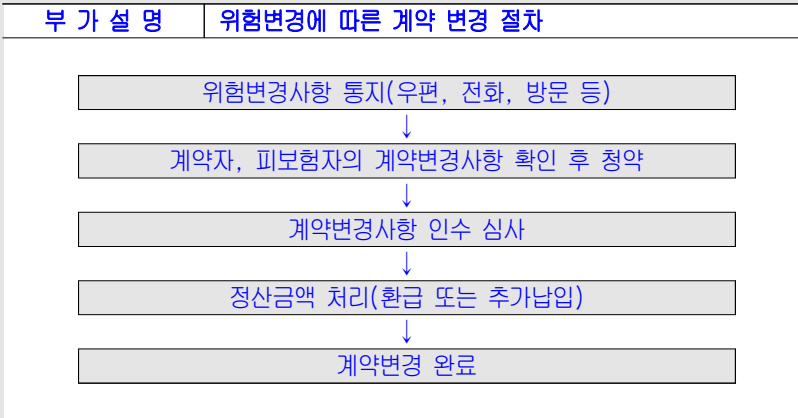 부 가 설 명 위험변경에 따른 계약 변경 절차
위험변경사항 통지(우편, 전화, 방문 등)
↓
계약자, 피보험자의 계약변경사항 확인 후 청약
↓
계약변경사항 인수 심사
↓
정산금액 처리(환급 또는 추가납입)
↓
계약변경 완료